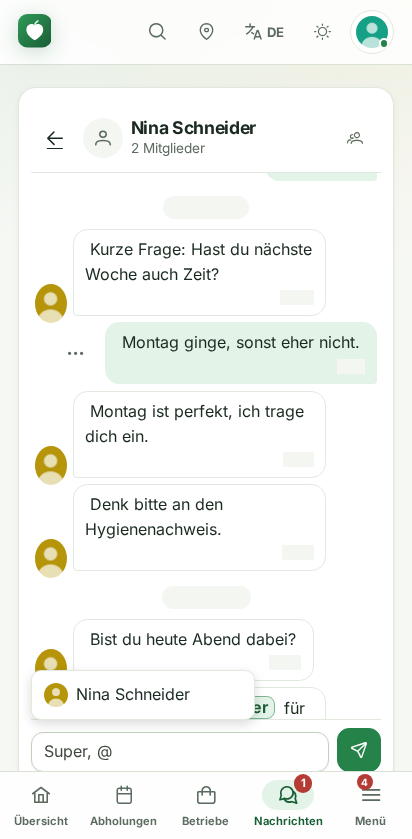 DE
Nina Schneider
2 Mitglieder
Kurze Frage: Hast du nächste
Woche auch Zeit?
Montag ginge, sonst eher nicht.
Montag ist perfekt, ich trage
dich ein.
Denk bitte an den
Hygienenachweis.
Bist du heute Abend dabei?
Nina Schneider
er für
Super, @
1
4
Übersicht Abholungen Betriebe Nachrichten Menü